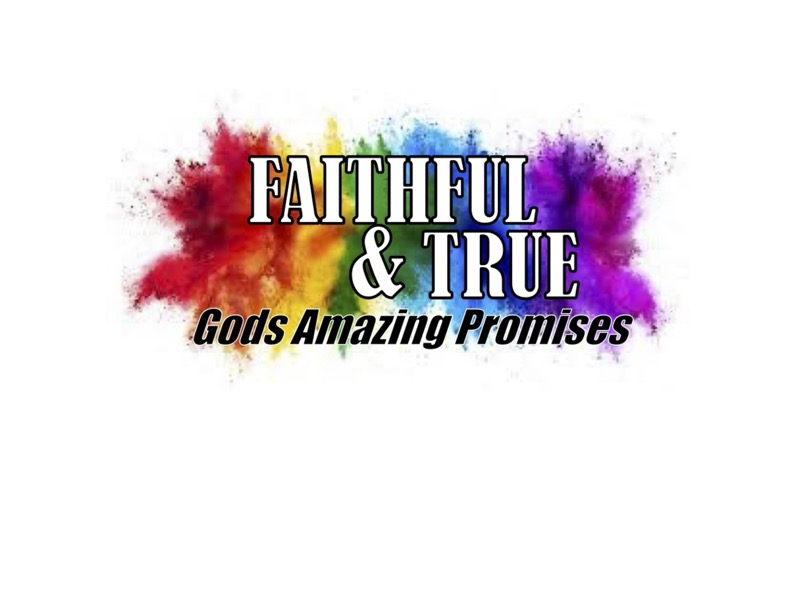 FAITHFUL
& TRUE
Gods Amazing Promises